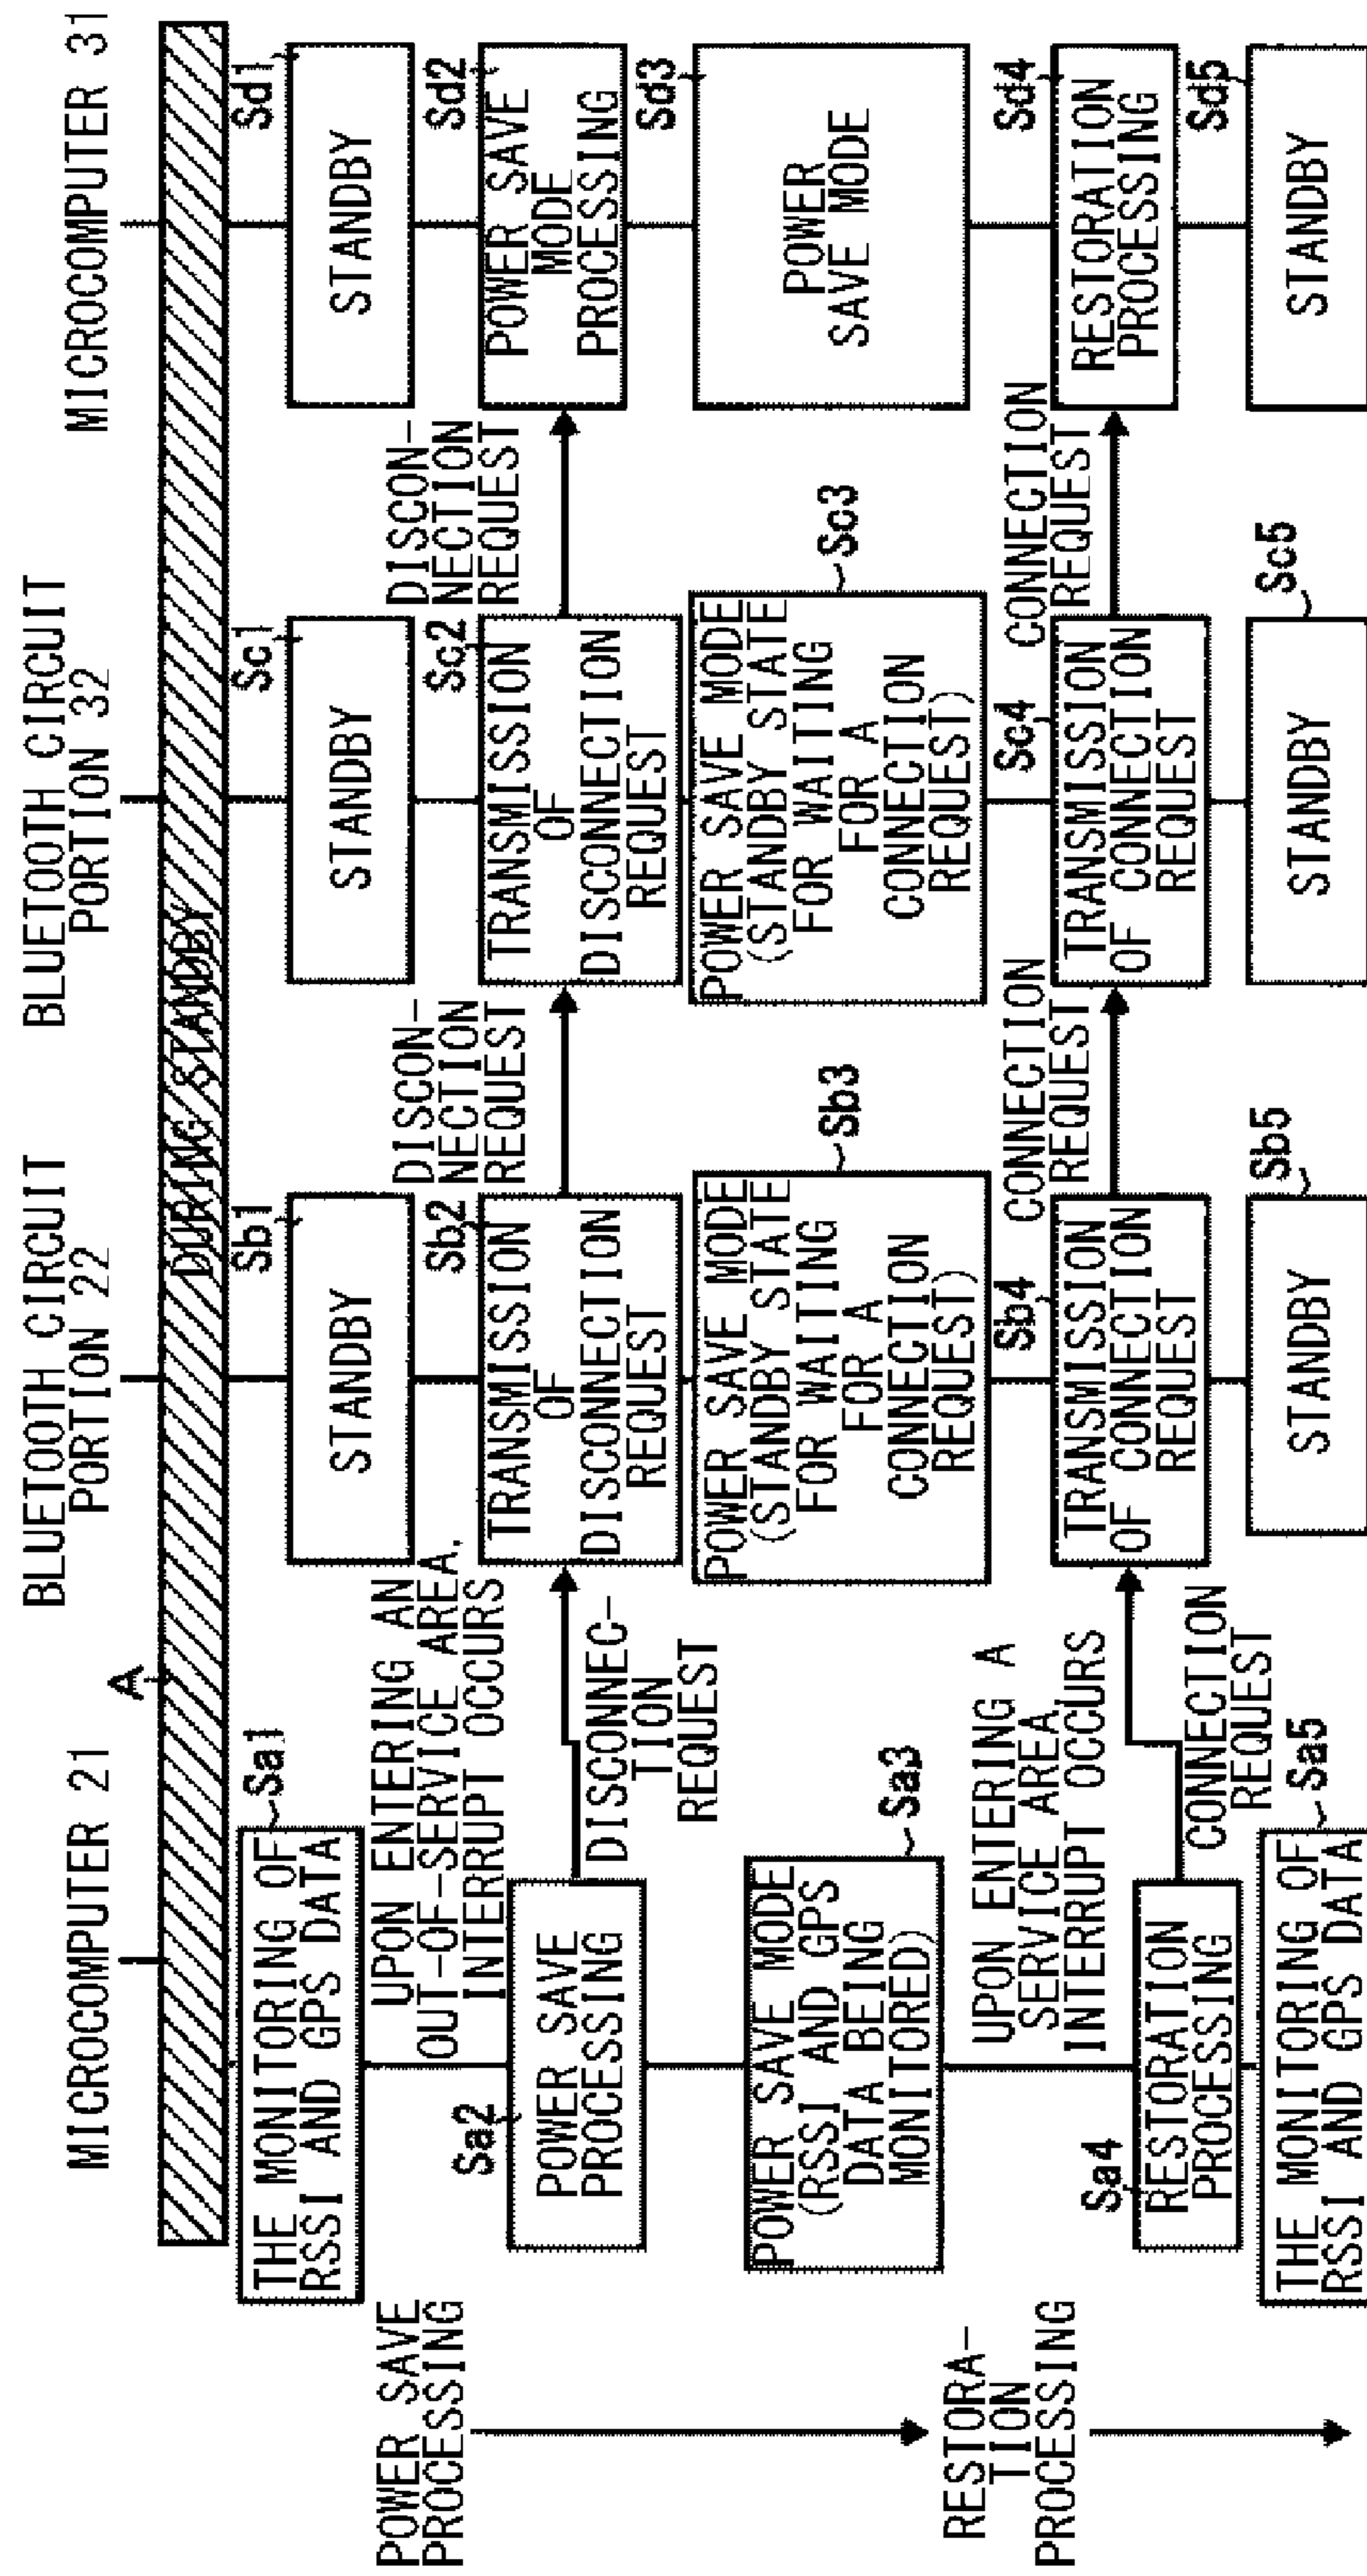 MICROCOMPUTER 21
BLUETOOTH CIRCUIT
PORTION 22
BLUETOOTH CIRCUIT
PORTION 32
MICROCOMPUTER 31
A
DURING STANDBY
Sa1
THE MONITORING OF
RSSI AND GPS DATA
Sb1
STANDBY
Sc1
STANDBY
Sd1
STANDBY
POWER SAVE
PROCESSING
UPON ENTERING AN
OUT-OF-SERVICE AREA,
INTERRUPT OCCURS
Sa2
POWER SAVE
PROCESSING
DISCONNEC-
TION
REQUEST
Sb2
TRANSMISSION
OF
DISCONNECTION
REQUEST
DISCON-
NECTION
REQUEST
Sc2
TRANSMISSION
OF
DISCONNECTION
REQUEST
DISCON-
NECTION
REQUEST
Sd2
POWER SAVE
MODE
PROCESSING
Sa3
POWER SAVE MODE
(RSSI AND GPS
DATA BEING
MONITORED)
Sb3
POWER SAVE MODE
(STANDBY STATE
FOR WAITING
FOR A
CONNECTION
REQUEST)
Sc3
POWER SAVE MODE
(STANDBY STATE
FOR WAITING
FOR A
CONNECTION
REQUEST)
Sd3
POWER
SAVE MODE
RESTORA-
TION
PROCESSING
UPON ENTERING A
SERVICE AREA,
INTERRUPT OCCURS
Sa4
RESTORATION
PROCESSING
CONNECTION
REQUEST
Sb4
TRANSMISSION
OF CONNECTION
REQUEST
CONNECTION
REQUEST
Sc4
TRANSMISSION
OF CONNECTION
REQUEST
CONNECTION
REQUEST
Sd4
RESTORATION
PROCESSING
Sa5
THE MONITORING OF
RSSI AND GPS DATA
Sb5
STANDBY
Sc5
STANDBY
Sd5
STANDBY